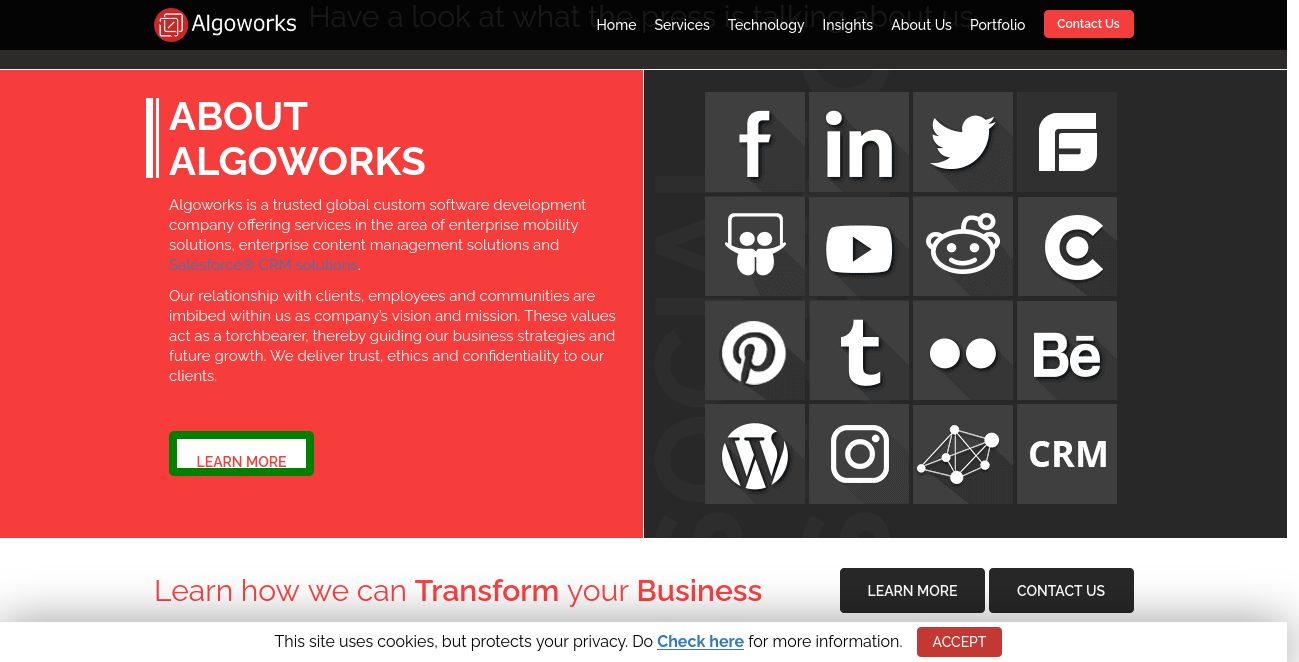 Have a look at what the press is talking about us
Algoworks
Home Services Technology Insights About Us Portfolio Contact Us
ABOUT
ALGOWORKS
Algoworks is a trusted global custom software development
company offering services in the area of enterprise mobility
solutions, enterprise content management solutions and
Salesforce® CRM solutions.
Our relationship with clients, employees and communities are
imbibed within us as company's vision and mission. These values
act as a torchbearer, thereby guiding our business strategies and
future growth. We deliver trust, ethics and confidentiality to our
clients.
LEARN MORE
f in
Bē
CRM
Learn how we can Transform your Business
LEARN MORE CONTACT US
This site uses cookies, but protects your privacy. Do Check here for more information. ACCEPT